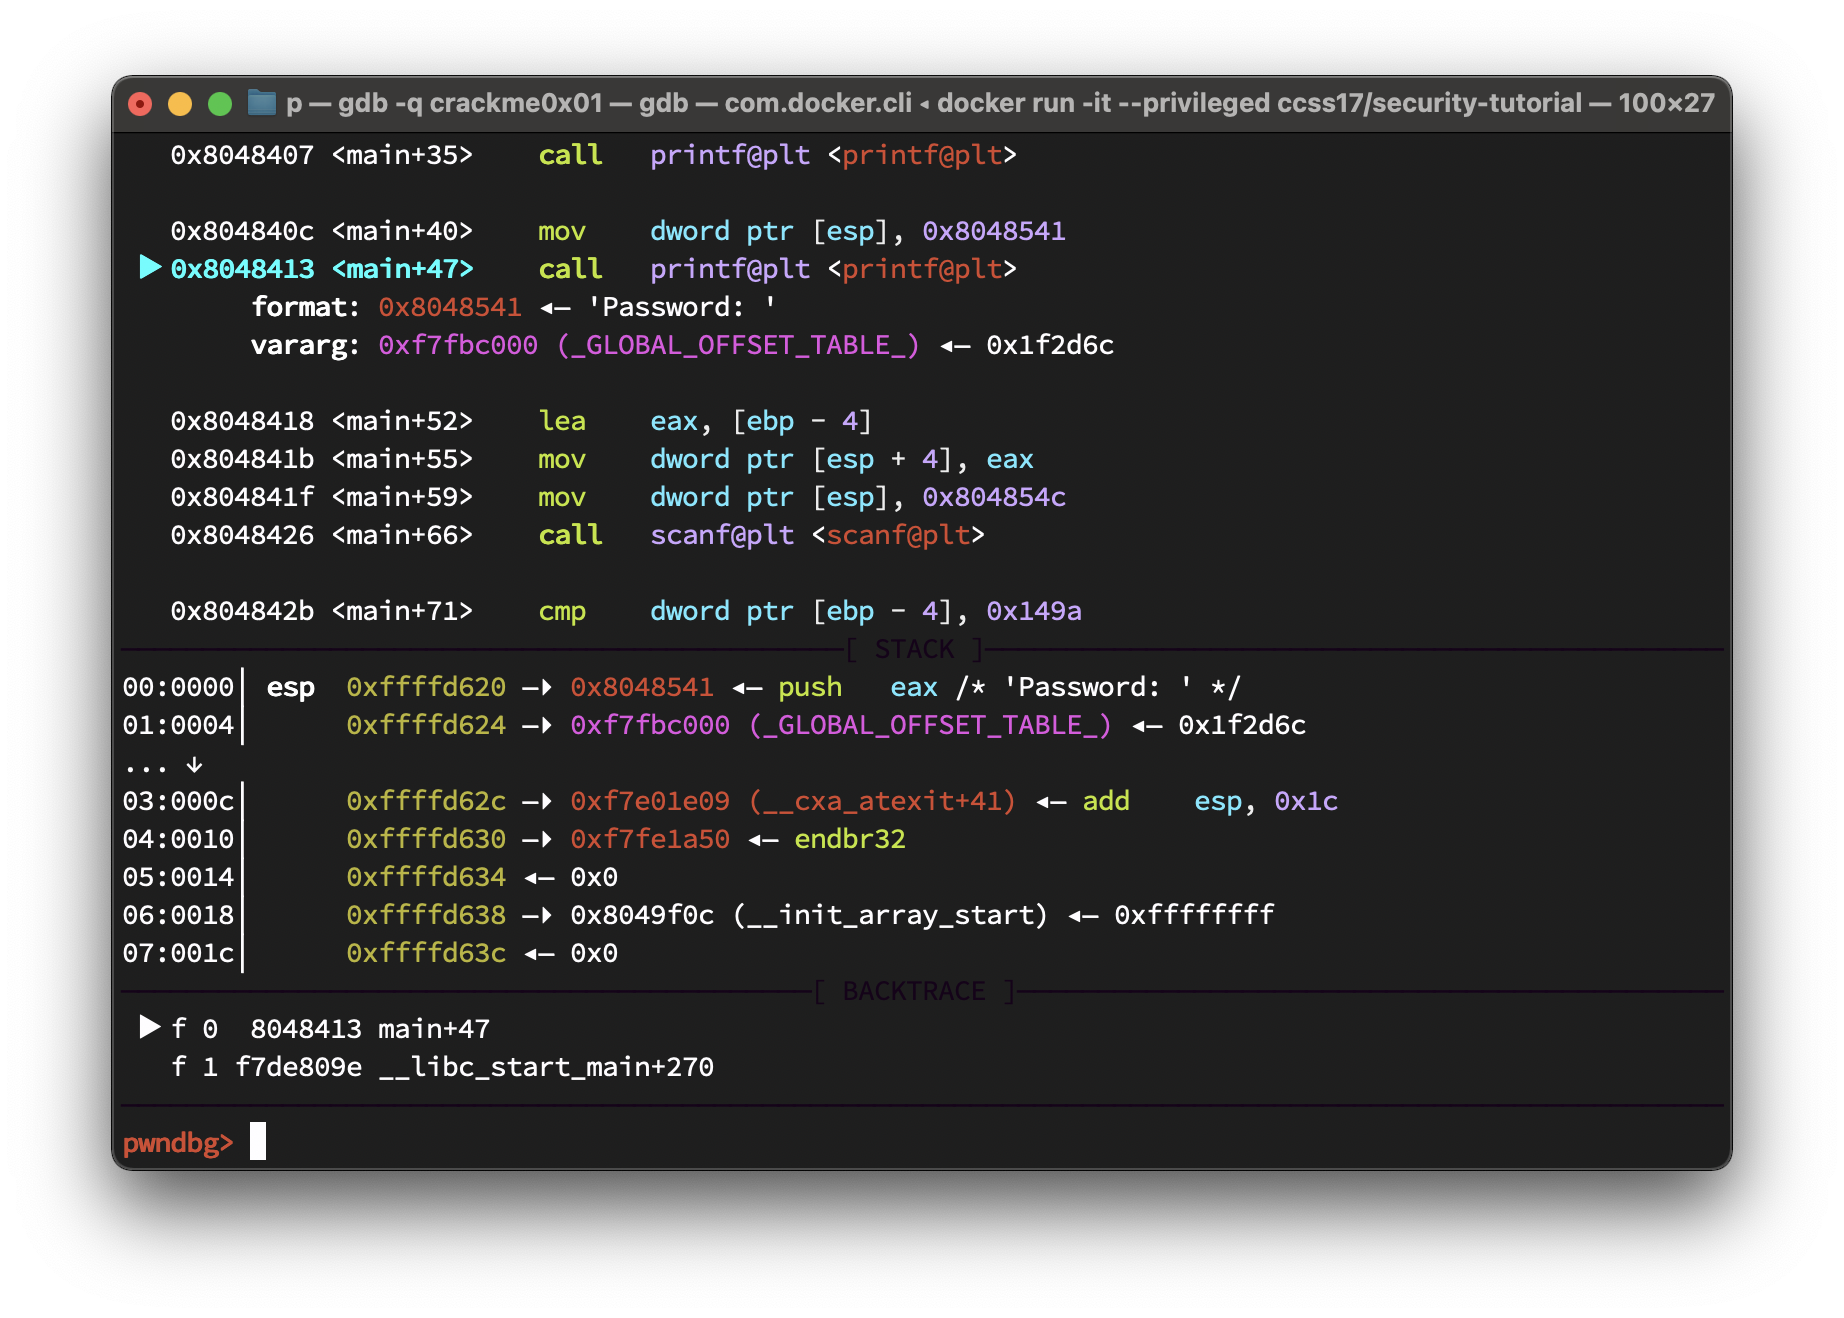 p — gdb -q crackme0x01 — gdb — com.docker.cli ◂ docker run -it --privileged ccss17/security-tutorial — 100×27
0x8048407 <main+35>    call   printf@plt <printf@plt>
0x804840c <main+40>    mov    dword ptr [esp], 0x8048541
► 0x8048413 <main+47>    call   printf@plt <printf@plt>
format: 0x8048541 ◂— 'Password: '
vararg: 0xf7fbc000 (_GLOBAL_OFFSET_TABLE_) ◂— 0x1f2d6c
0x8048418 <main+52>    lea    eax, [ebp - 4]
0x804841b <main+55>    mov    dword ptr [esp + 4], eax
0x804841f <main+59>    mov    dword ptr [esp], 0x804854c
0x8048426 <main+66>    call   scanf@plt <scanf@plt>
0x804842b <main+71>    cmp    dword ptr [ebp - 4], 0x149a
[ STACK ]
00:0000│ esp  0xffffd620 —▸ 0x8048541 ◂— push   eax /* 'Password: ' */
01:0004│      0xffffd624 —▸ 0xf7fbc000 (_GLOBAL_OFFSET_TABLE_) ◂— 0x1f2d6c
... ↓
03:000c│      0xffffd62c —▸ 0xf7e01e09 (__cxa_atexit+41) ◂— add    esp, 0x1c
04:0010│      0xffffd630 —▸ 0xf7fe1a50 ◂— endbr32
05:0014│      0xffffd634 ◂— 0x0
06:0018│      0xffffd638 —▸ 0x8049f0c (__init_array_start) ◂— 0xffffffff
07:001c│      0xffffd63c ◂— 0x0
[ BACKTRACE ]
► f 0  8048413 main+47
f 1 f7de809e __libc_start_main+270
pwndbg>